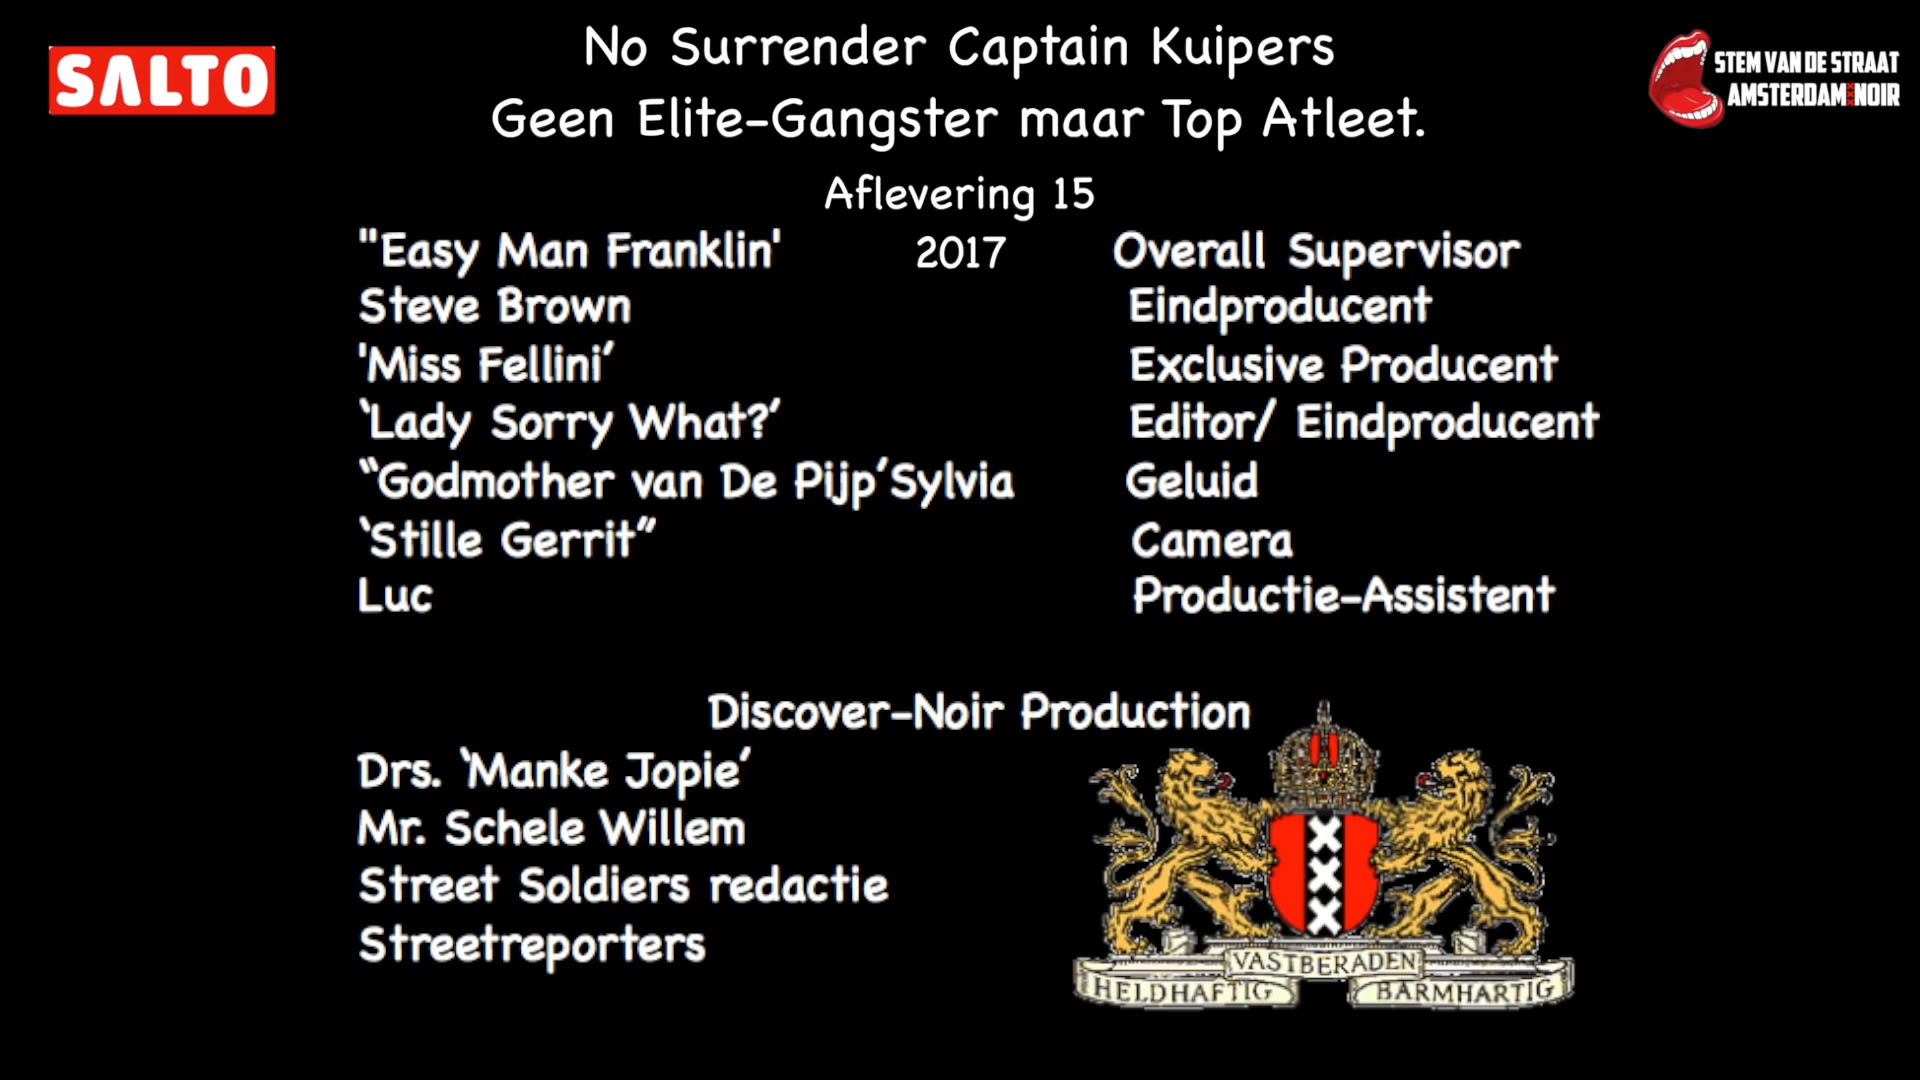 SALTO
No Surrender Captain Kuipers
Geen Elite-Gangster maar Top Atleet.
STEM VAN DE STRAAT
AMSTERDAM XXX NOIR
Aflevering 15
"Easy Man Franklin' 2017 Overall Supervisor
Steve Brown Eindproducent
'Miss Fellini’ Exclusive Producent
‘Lady Sorry What?’ Editor/ Eindproducent
“Godmother van De Pijp’Sylvia Geluid
‘Stille Gerrit” Camera
Luc Productie-Assistent
Discover-Noir Production
Drs. ‘Manke Jopie’
Mr. Schele Willem
Street Soldiers redactie
Streetreporters
HELDHAFTIG VASTBERADEN BARMHARTIG